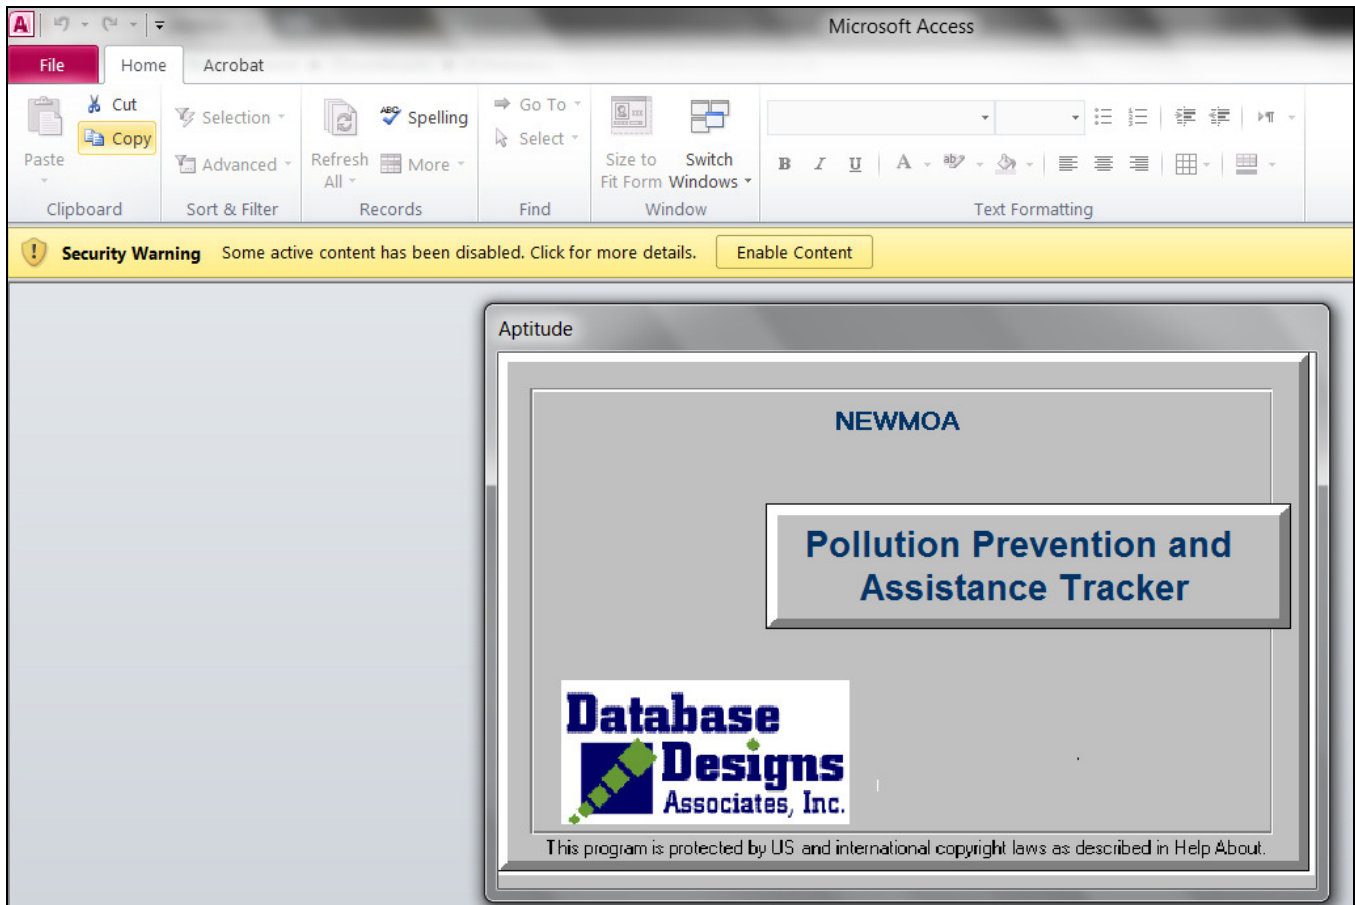 A
Microsoft Access
File Home Acrobat
Cut
Copy
Paste
Clipboard
Selection
Advanced
Sort & Filter
Refresh
All
ABC Spelling
More
Records
Go To
Select
Find
Size to
Fit Form
Switch
Windows
Window
B I U A ab
Text Formatting
! Security Warning Some active content has been disabled. Click for more details. Enable Content
Aptitude
NEWMOA
Pollution Prevention and
Assistance Tracker
Database
Designs
Associates, Inc.
This program is protected by US and international copyright laws as described in Help About.